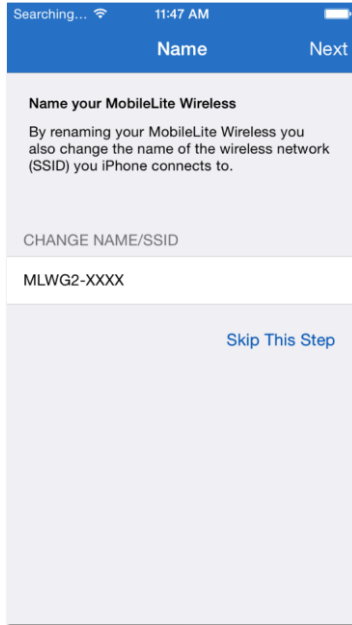 Searching... 11:47 AM
Name Next
Name your MobileLite Wireless
By renaming your MobileLite Wireless you
also change the name of the wireless network
(SSID) you iPhone connects to.
CHANGE NAME/SSID
MLWG2-XXXX
Skip This Step